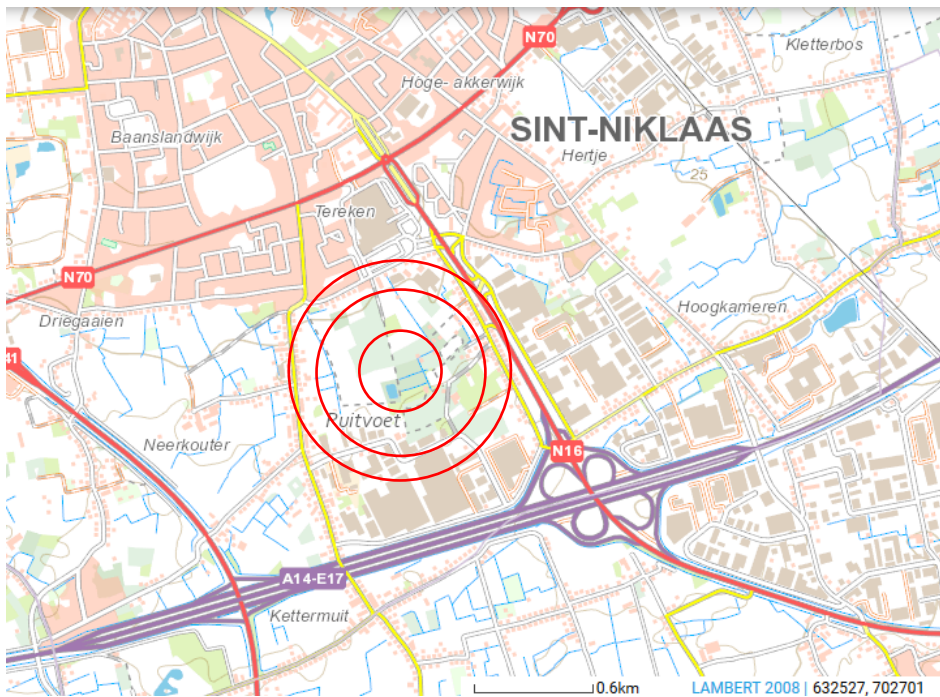 N70
Kletterbos
Hoge- akkerwijk
SINT-NIKLAAS
Baanslandwijk
Hertje
25
Tereken
N70
Hoogkameren
Driegaaien
41
Puitvoet
Neerkouter
N16
A14-E17
Kettermuit
0.6km
LAMBERT 2008 | 632527, 702701